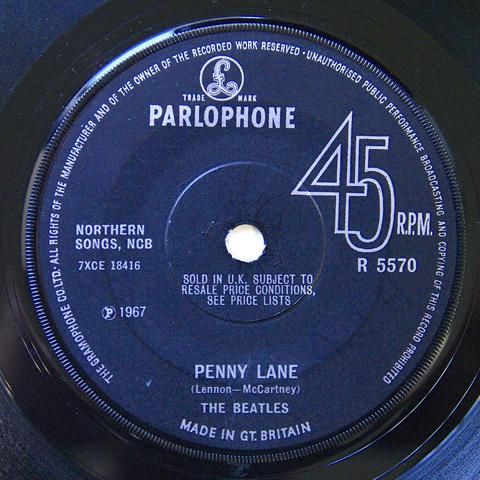 THE GRAMOPHONE CO. LTD. · ALL RIGHTS OF THE MANUFACTURER AND OF THE OWNER OF THE RECORDED WORK RESERVED · UNAUTHORISED PUBLIC PERFORMANCE BROADCASTING AND COPYING OF THIS RECORD PROHIBITED
£
TRADE MARK
PARLOPHONE
45 R.P.M.
R 5570
NORTHERN
SONGS, NCB
7XCE 18416
SOLD IN U.K. SUBJECT TO
RESALE PRICE CONDITIONS,
SEE PRICE LISTS
Ⓟ 1967
PENNY LANE
(Lennon—McCartney)
THE BEATLES
MADE IN GT. BRITAIN